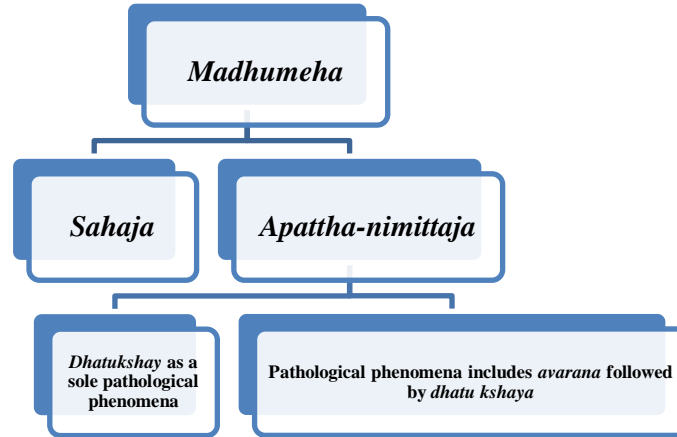 Madhumeha
Sahaja
Apattha-nimittaja
Dhatukshay as a
sole pathological
phenomena
Pathological phenomena includes avarana followed
by dhatu kshaya